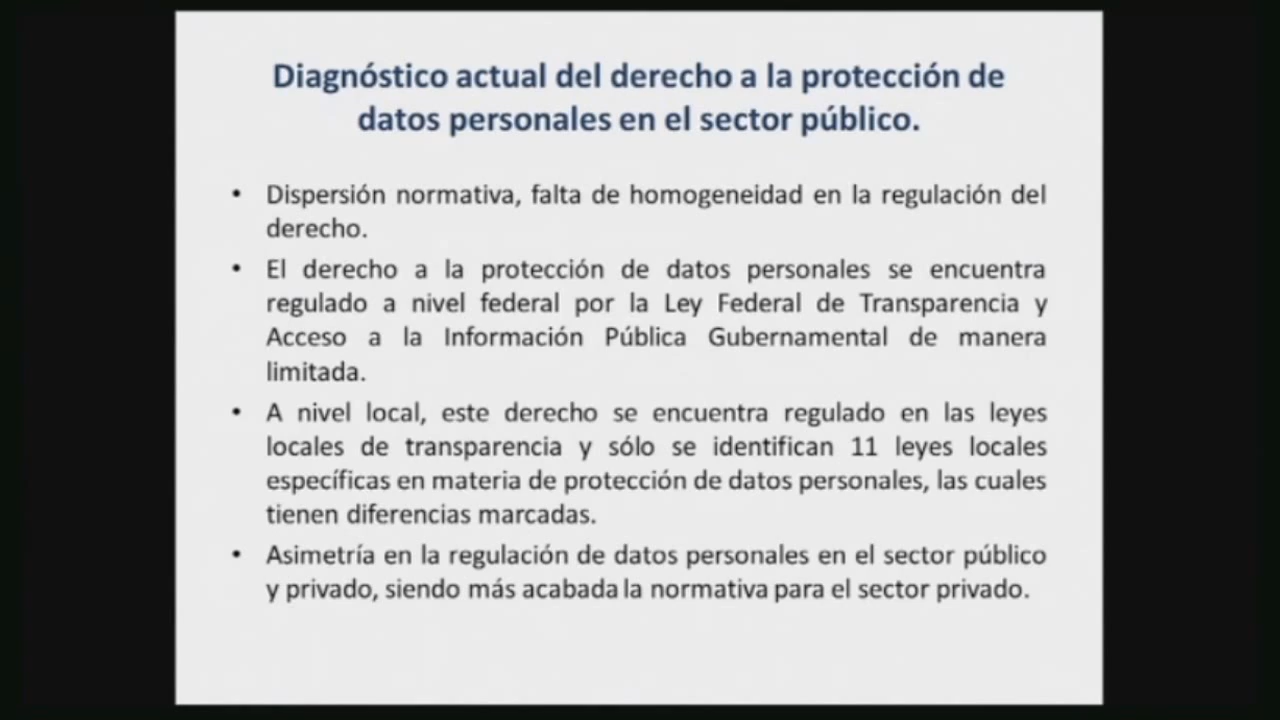 Diagnóstico actual del derecho a la protección de
datos personales en el sector público.
• Dispersión normativa, falta de homogeneidad en la regulación del
derecho.
• El derecho a la protección de datos personales se encuentra
regulado a nivel federal por la Ley Federal de Transparencia y
Acceso a la Información Pública Gubernamental de manera
limitada.
• A nivel local, este derecho se encuentra regulado en las leyes
locales de transparencia y sólo se identifican 11 leyes locales
específicas en materia de protección de datos personales, las cuales
tienen diferencias marcadas.
• Asimetría en la regulación de datos personales en el sector público
y privado, siendo más acabada la normativa para el sector privado.